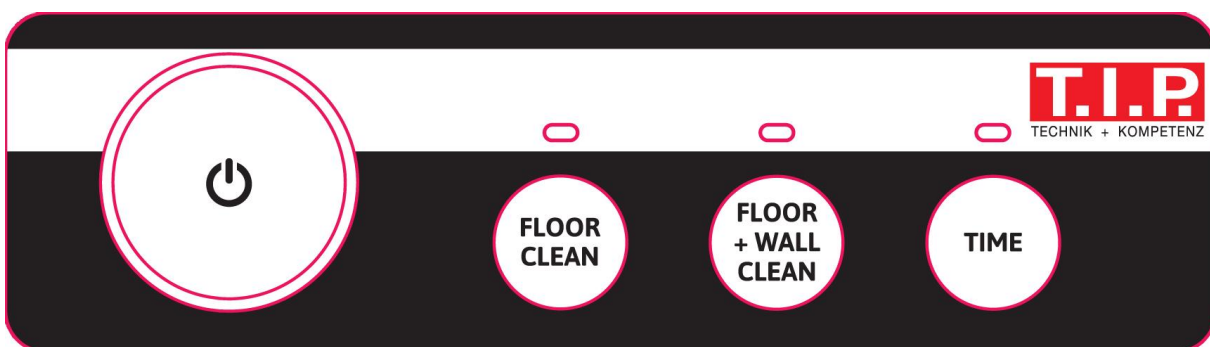 T.I.P.
TECHNIK + KOMPETENZ
FLOOR
CLEAN
FLOOR
+ WALL
CLEAN
TIME